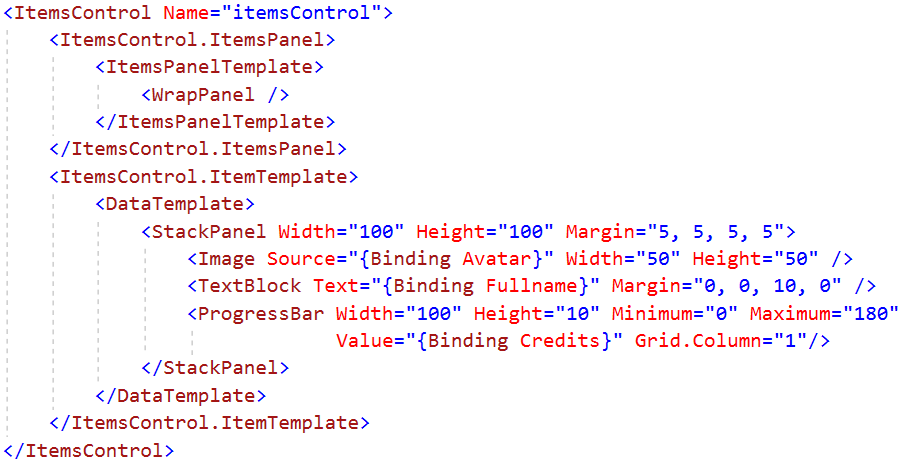 <ItemsControl Name="itemsControl">
    <ItemsControl.ItemsPanel>
        <ItemsPanelTemplate>
            <WrapPanel />
        </ItemsPanelTemplate>
    </ItemsControl.ItemsPanel>
    <ItemsControl.ItemTemplate>
        <DataTemplate>
            <StackPanel Width="100" Height="100" Margin="5, 5, 5, 5">
                <Image Source="{Binding Avatar}" Width="50" Height="50" />
                <TextBlock Text="{Binding Fullname}" Margin="0, 0, 10, 0" />
                <ProgressBar Width="100" Height="10" Minimum="0" Maximum="180"
                             Value="{Binding Credits}" Grid.Column="1"/>
            </StackPanel>
        </DataTemplate>
    </ItemsControl.ItemTemplate>
</ItemsControl>